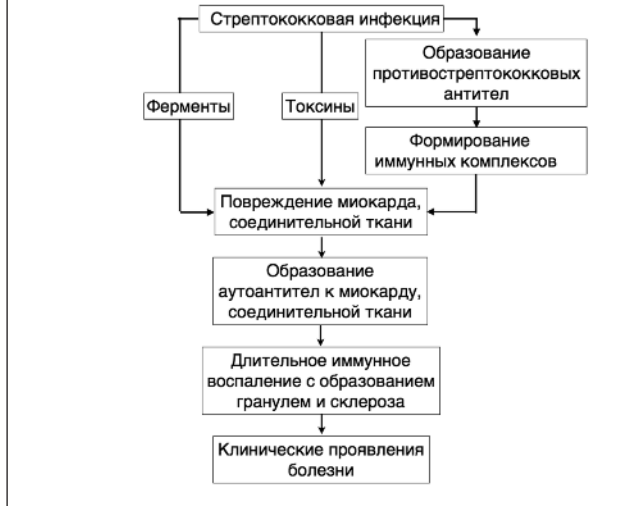 Стрептококковая инфекция
Образование
противострептококковых
антител
Ферменты
Токсины
Формирование
иммунных комплексов
Повреждение миокарда,
соединительной ткани
Образование
аутоантител к миокарду,
соединительной ткани
Длительное иммунное
воспаление с образованием
гранулем и склероза
Клинические проявления
болезни